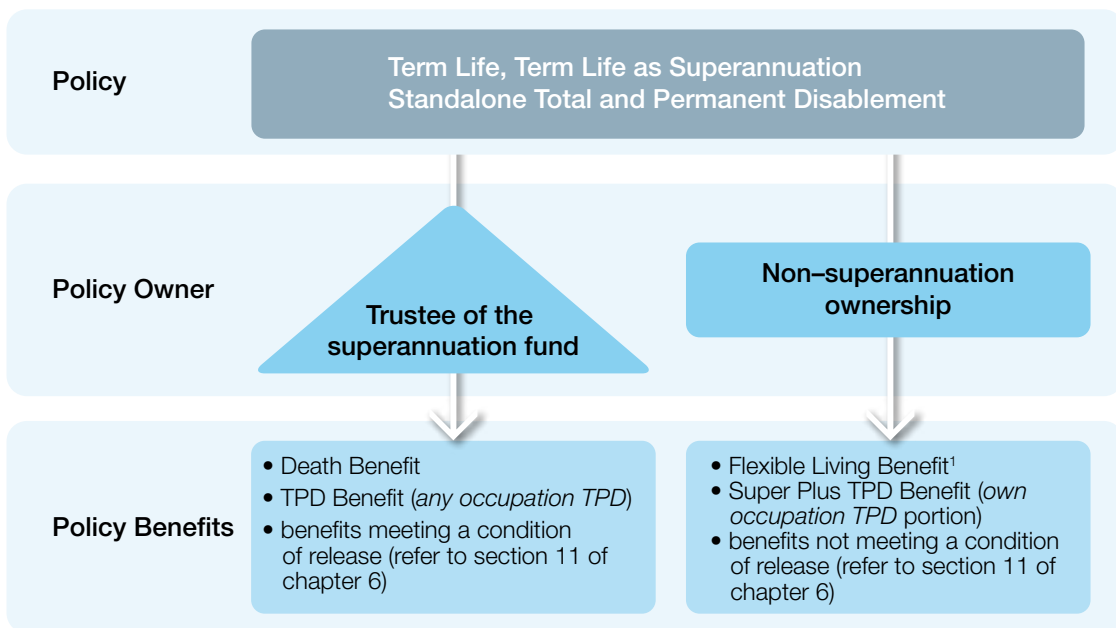 Policy
Term Life, Term Life as Superannuation
Standalone Total and Permanent Disablement
Policy Owner
Trustee of the
superannuation fund
Non–superannuation
ownership
Policy Benefits
• Death Benefit
• TPD Benefit (any occupation TPD)
• benefits meeting a condition
of release (refer to section 11 of
chapter 6)
• Flexible Living Benefit¹
• Super Plus TPD Benefit (own
occupation TPD portion)
• benefits not meeting a condition
of release (refer to section 11 of
chapter 6)